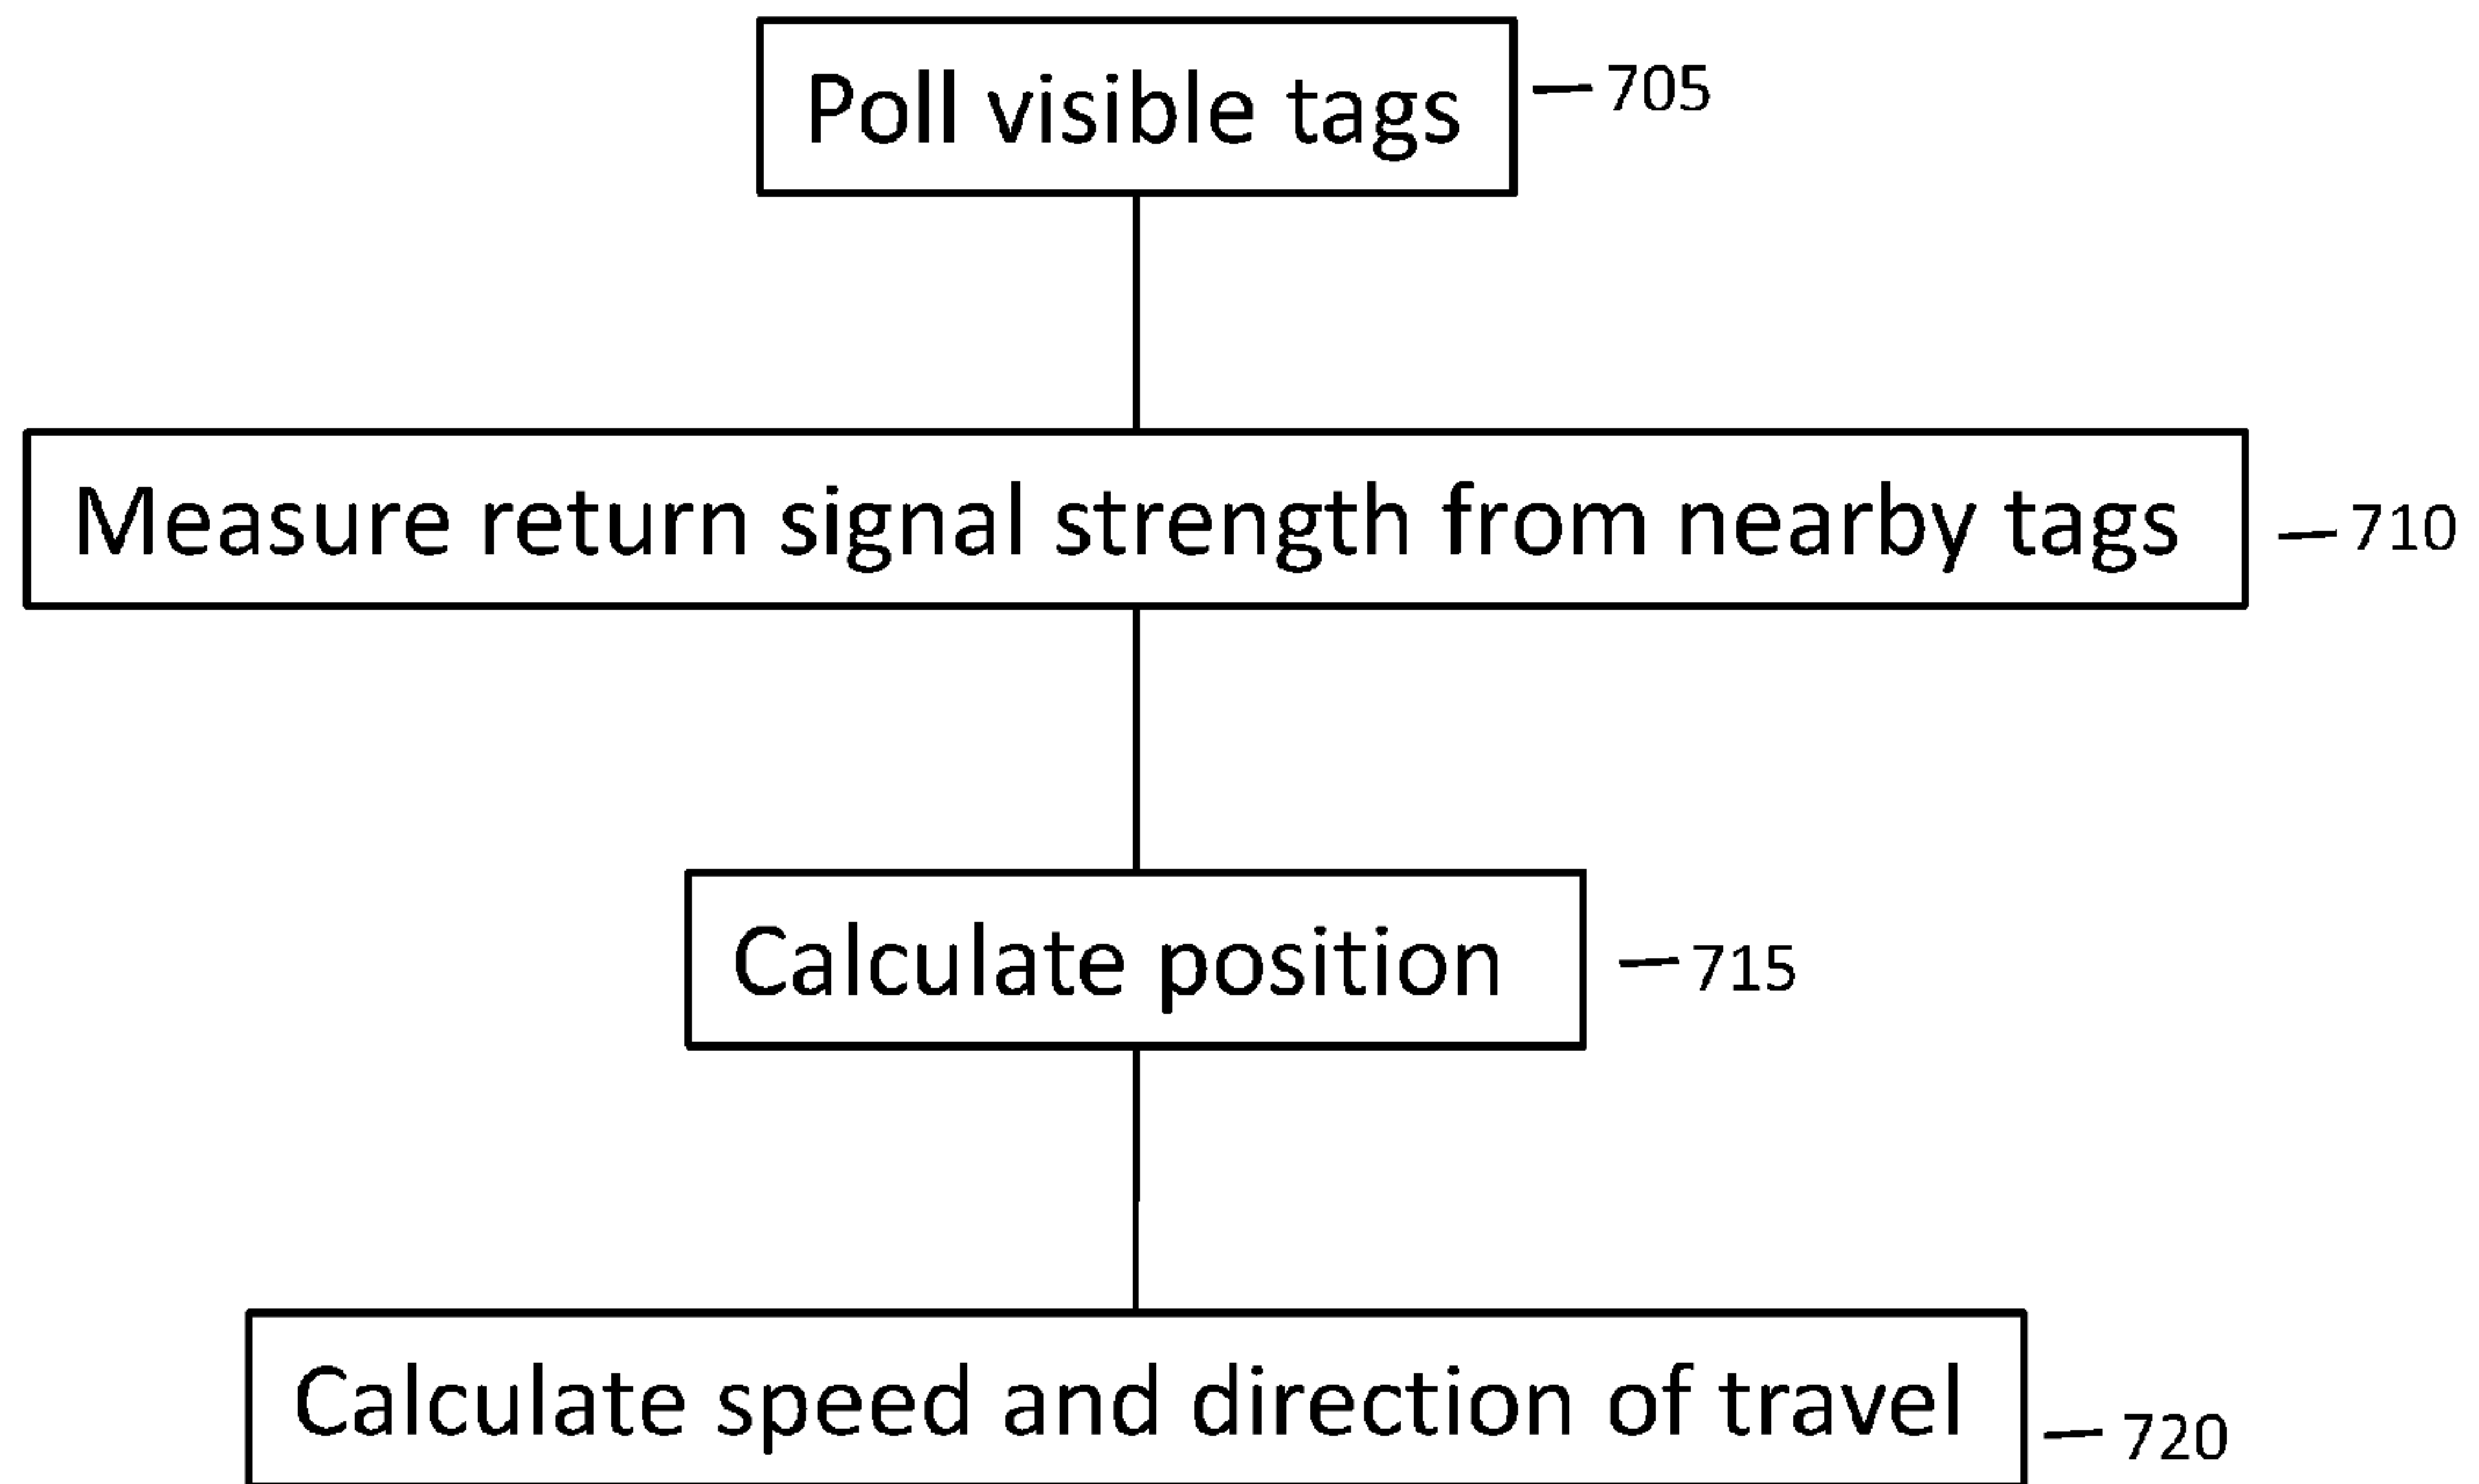 Poll visible tags 705
Measure return signal strength from nearby tags 710
Calculate position 715
Calculate speed and direction of travel 720